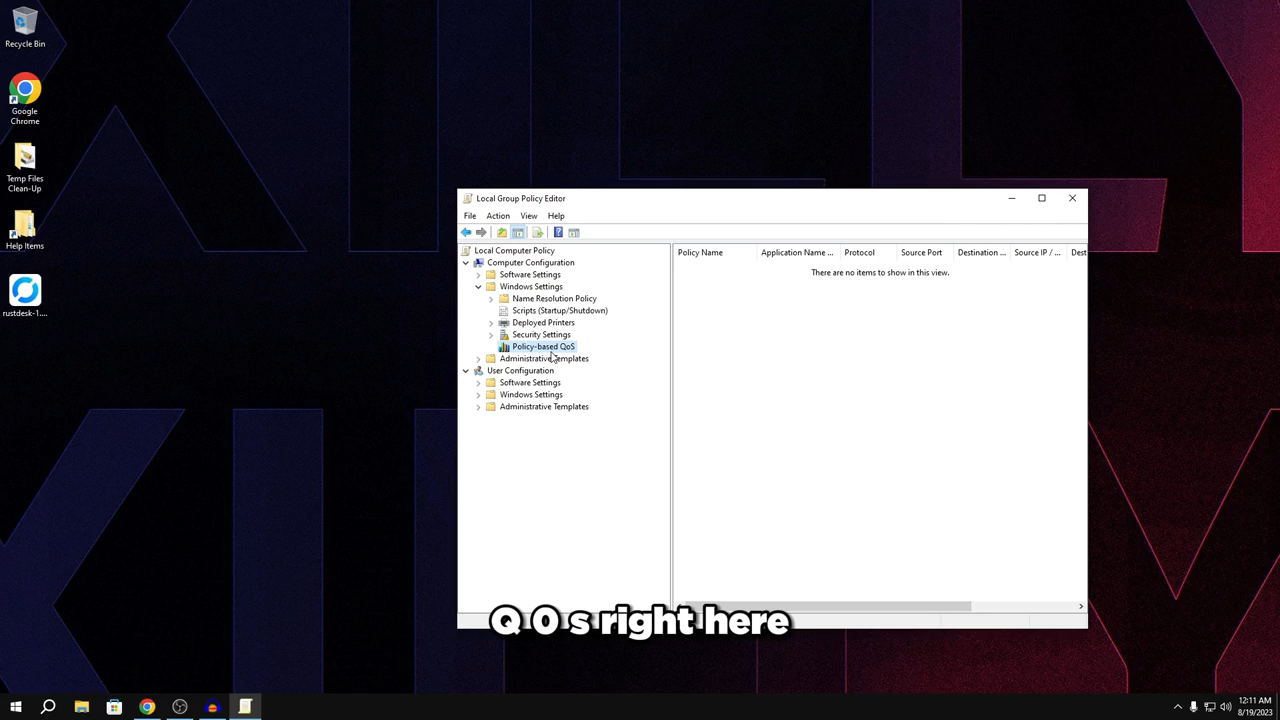 Recycle Bin
Google
Chrome
Temp Files
Clean-Up
Help Items
rustdesk-1....
Local Group Policy Editor
File Action View Help
Local Computer Policy
Computer Configuration
Software Settings
Windows Settings
Name Resolution Policy
Scripts (Startup/Shutdown)
Deployed Printers
Security Settings
Policy-based QoS
Administrative Templates
User Configuration
Software Settings
Windows Settings
Administrative Templates
Policy Name Application Name ... Protocol Source Port Destination ... Source IP / ... Dest
There are no items to show in this view.
Q 0 s right here
12:11 AM
8/19/2023